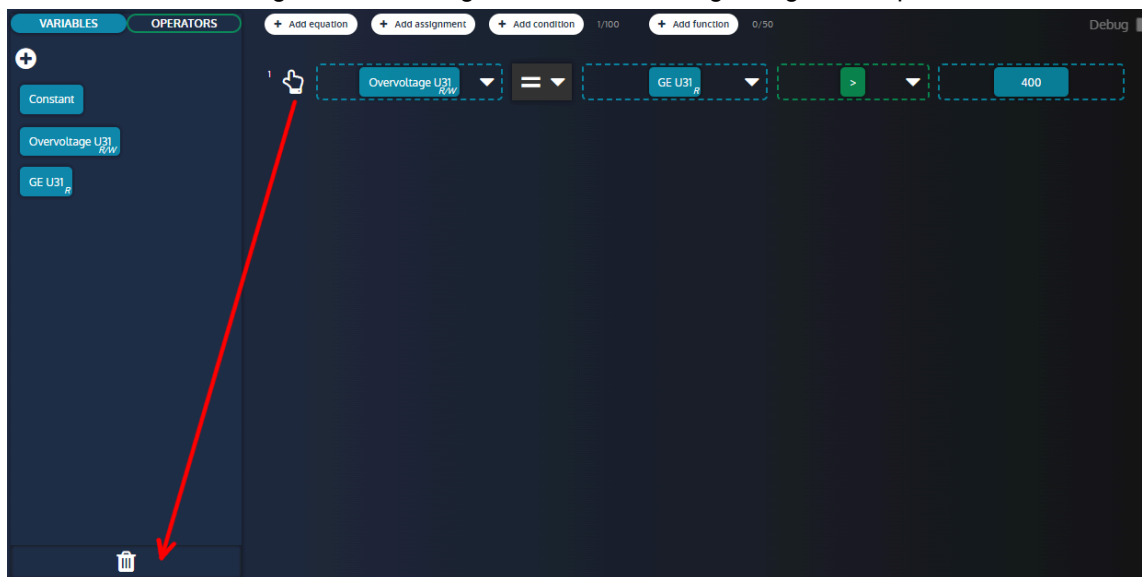 VARIABLES OPERATORS + Add equation + Add assignment + Add condition 1/100 + Add function 0/50 Debug
1 Overvoltage U31 R/W = GE U31 R > 400
Constant
Overvoltage U31 R/W
GE U31 R